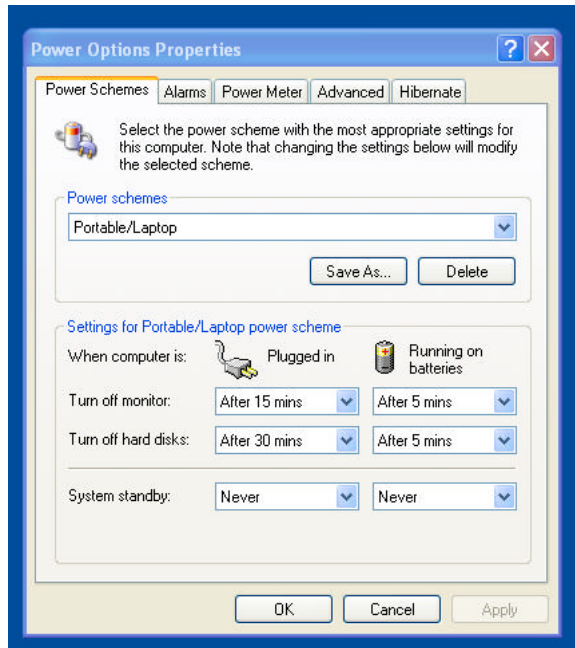 Power Options Properties
Power Schemes Alarms Power Meter Advanced Hibernate
Select the power scheme with the most appropriate settings for
this computer. Note that changing the settings below will modify
the selected scheme.
Power schemes
Portable/Laptop
Save As... Delete
Settings for Portable/Laptop power scheme
When computer is: Plugged in Running on
batteries
Turn off monitor: After 15 mins After 5 mins
Turn off hard disks: After 30 mins After 5 mins
System standby: Never Never
OK Cancel Apply